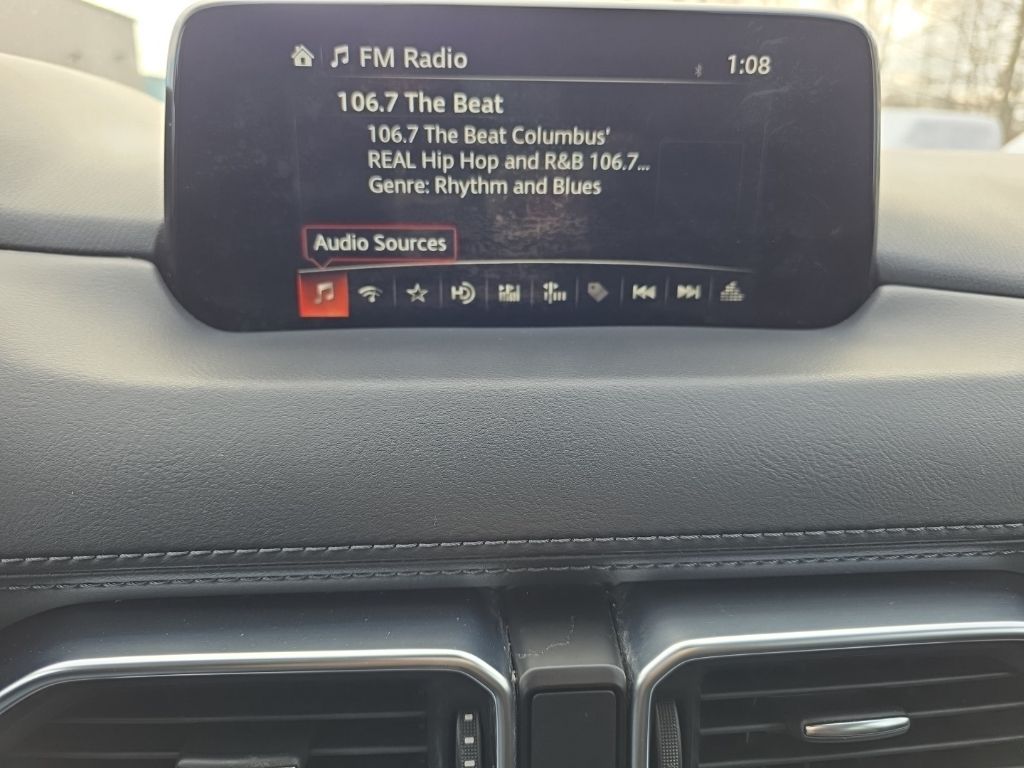 FM Radio
1:08
106.7 The Beat
106.7 The Beat Columbus'
REAL Hip Hop and R&B 106.7...
Genre: Rhythm and Blues
Audio Sources
HD